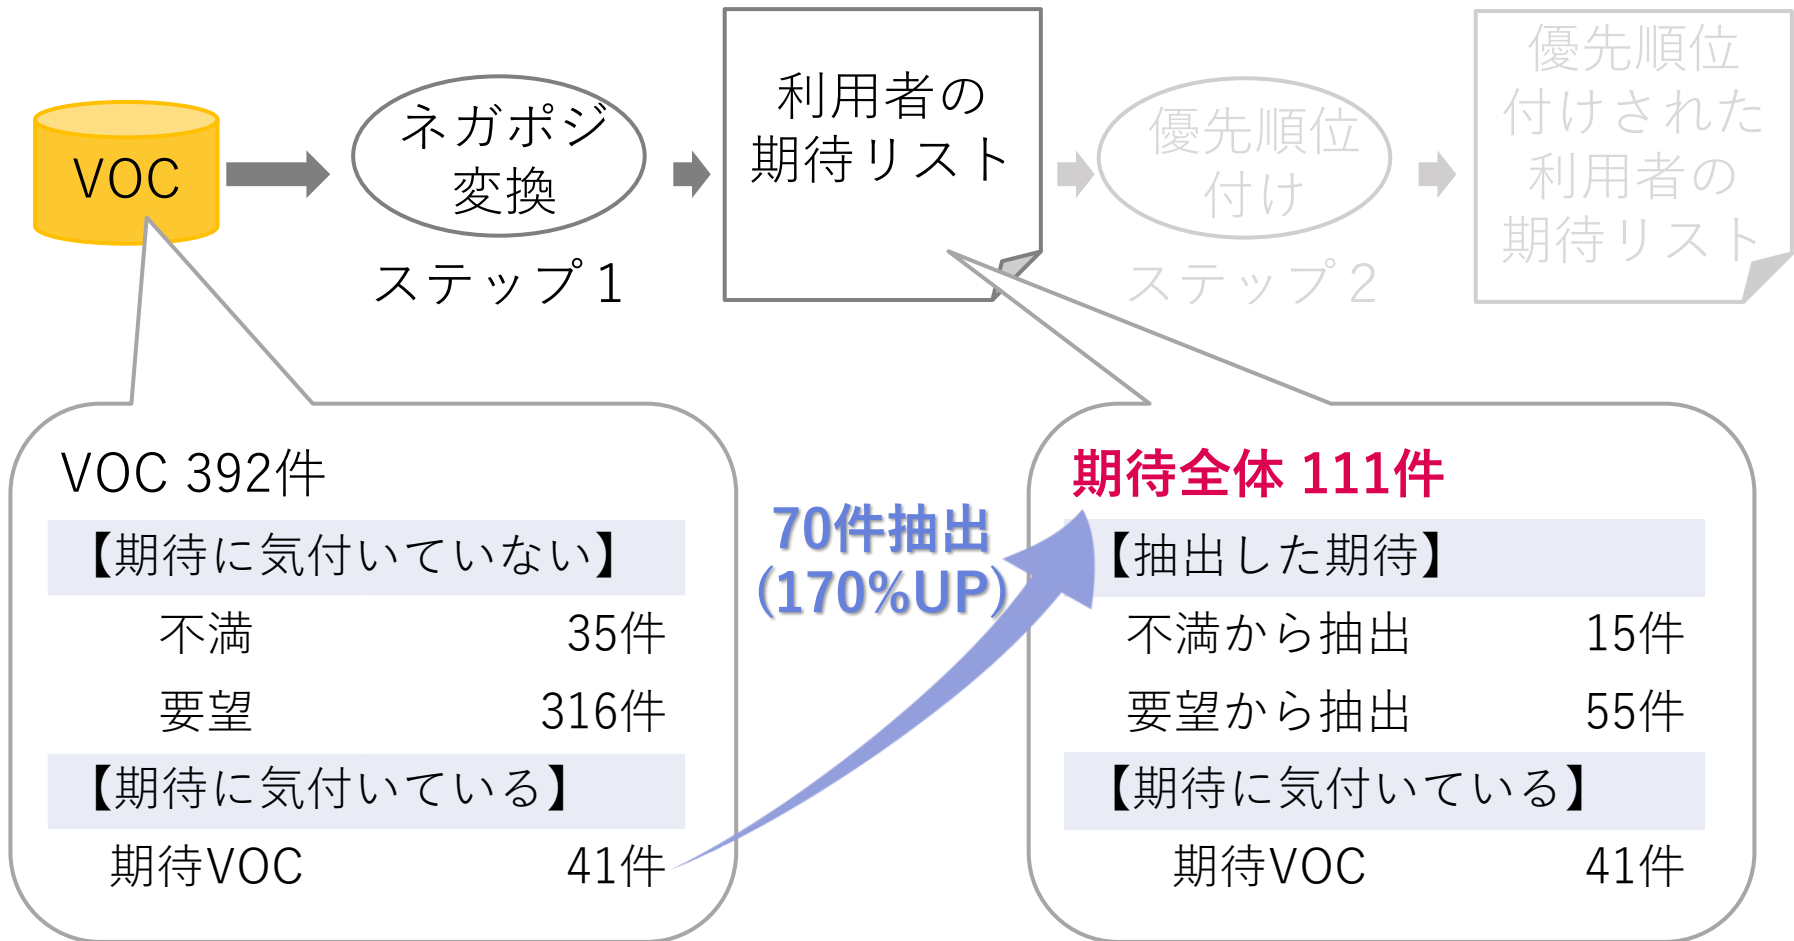 VOC
ネガポジ
変換
ステップ１
利用者の
期待リスト
優先順位
付け
ステップ２
優先順位
付けされた
利用者の
期待リスト
VOC 392件
【期待に気付いていない】
不満 35件
要望 316件
【期待に気付いている】
期待VOC 41件
70件抽出
(170%UP)
期待全体 111件
【抽出した期待】
不満から抽出 15件
要望から抽出 55件
【期待に気付いている】
期待VOC 41件